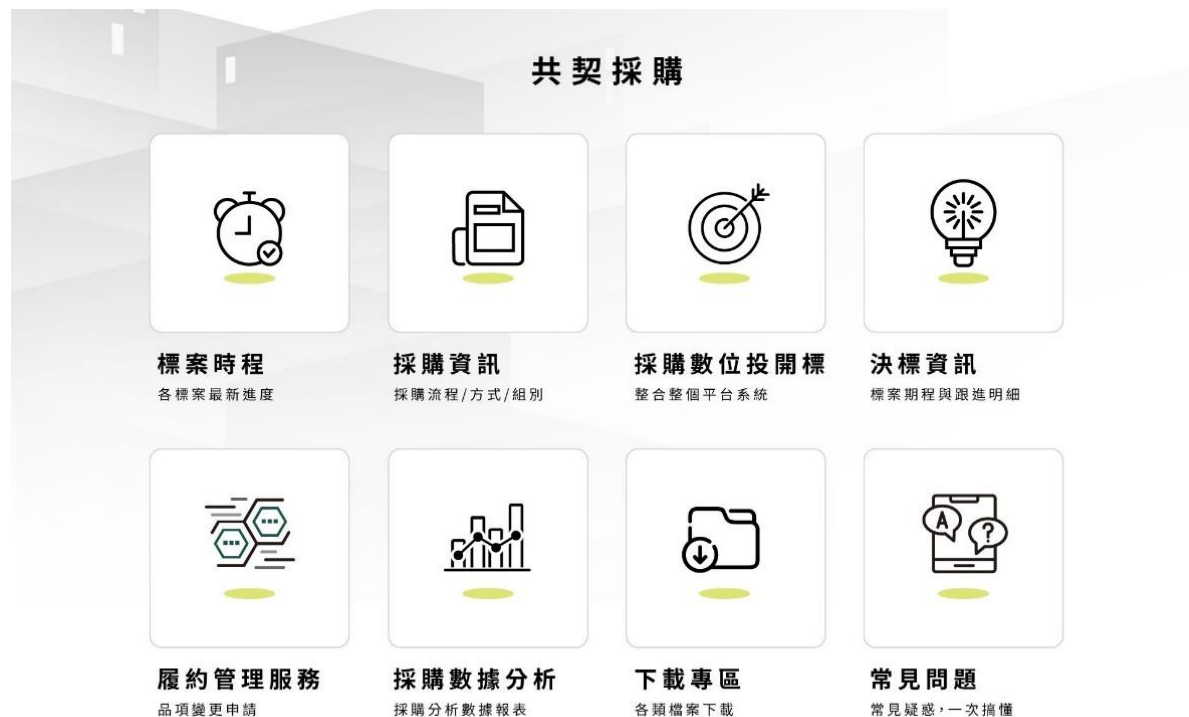 共契採購
標案時程
各標案最新進度
採購資訊
採購流程/方式/組別
採購數位投開標
整合整個平台系統
決標資訊
標案期程與跟進明細
履約管理服務
品項變更申請
採購數據分析
採購分析數據報表
下載專區
各類檔案下載
A
?
常見問題
常見疑惑,一次搞懂